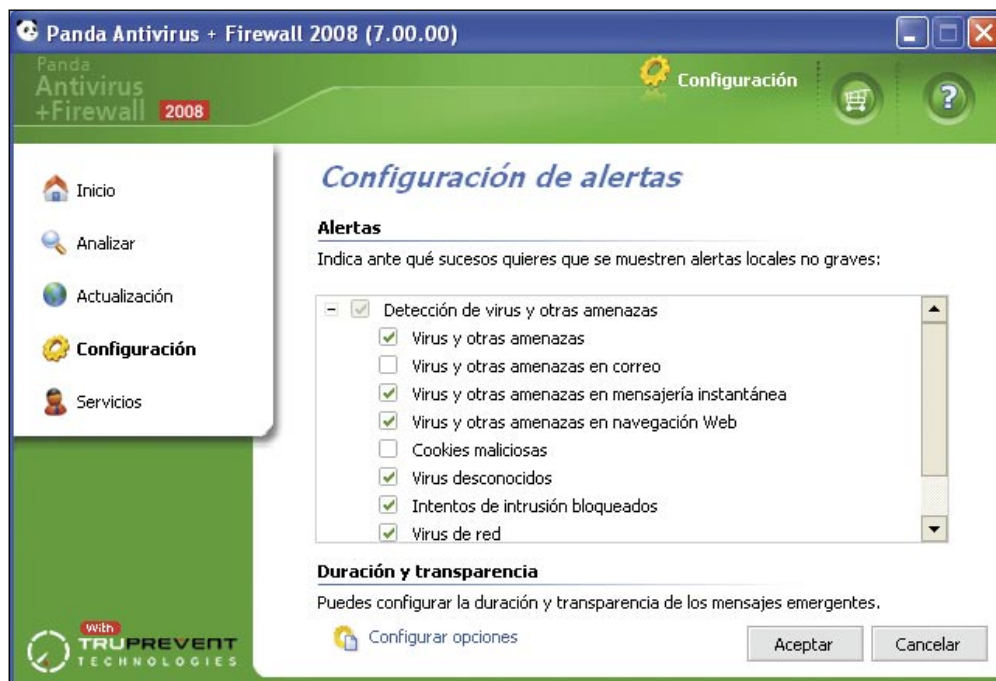 Panda Antivirus + Firewall 2008 (7.00.00)
Panda
Antivirus
+Firewall 2008
Configuración
?
Inicio
Analizar
Actualización
Configuración
Servicios
Configuración de alertas
Alertas
Indica ante qué sucesos quieres que se muestren alertas locales no graves:
Detección de virus y otras amenazas
Virus y otras amenazas
Virus y otras amenazas en correo
Virus y otras amenazas en mensajería instantánea
Virus y otras amenazas en navegación Web
Cookies maliciosas
Virus desconocidos
Intentos de intrusión bloqueados
Virus de red
Duración y transparencia
Puedes configurar la duración y transparencia de los mensajes emergentes.
Configurar opciones
Aceptar
Cancelar
With
TRUPREVENT
TECHNOLOGIES